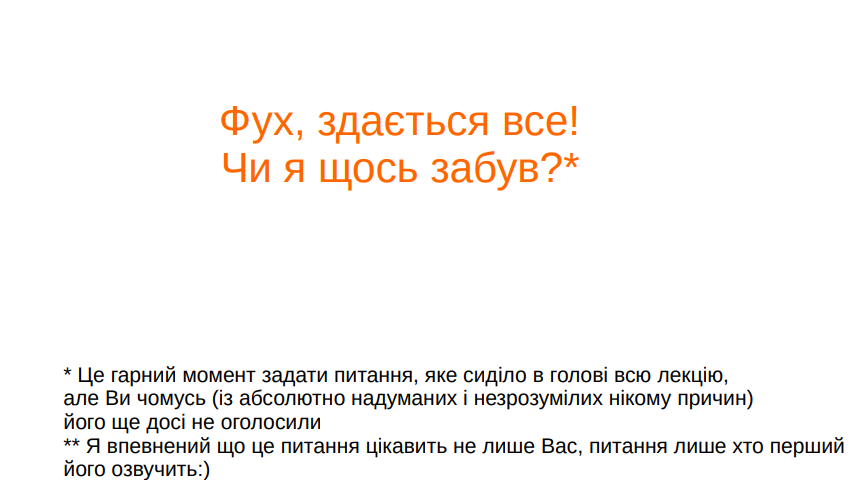 Фух, здається все!
Чи я щось забув?*
* Це гарний момент задати питання, яке сиділо в голові всю лекцію,
але Ви чомусь (із абсолютно надуманих і незрозумілих нікому причин)
його ще досі не оголосили
** Я впевнений що це питання цікавить не лише Вас, питання лише хто перший
його озвучить:)